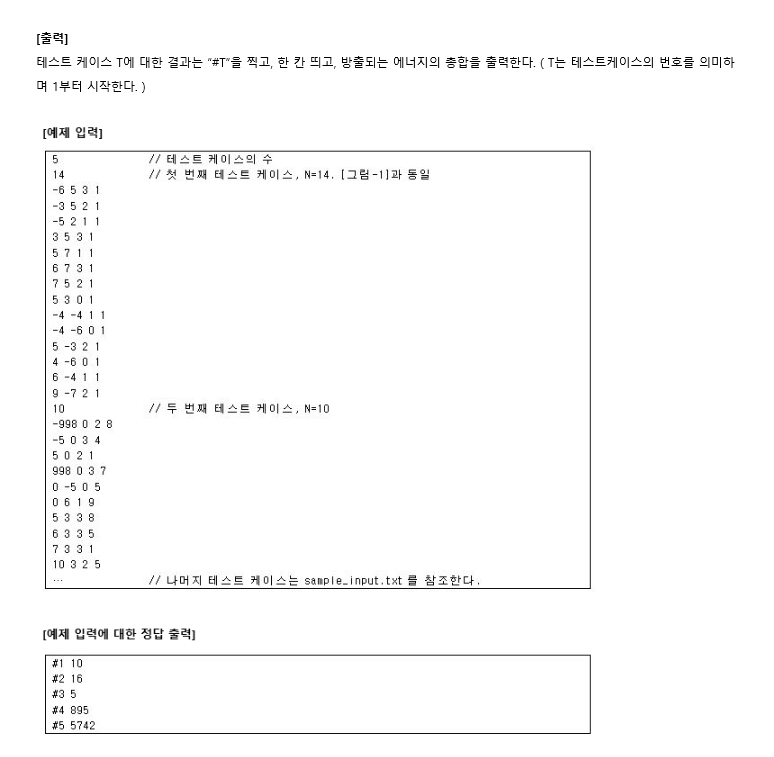 [출력]
테스트 케이스 T에 대한 결과는 “#T”을 찍고, 한 칸 띄고, 방출되는 에너지의 총합을 출력한다. ( T는 테스트케이스의 번호를 의미하
며 1부터 시작한다. )
[예제 입력]
5 // 테스트 케이스의 수
14 // 첫 번째 테스트 케이스, N=14. [그림-1]과 동일
-6 5 3 1
-3 5 2 1
-5 2 1 1
3 5 3 1
5 7 1 1
6 7 3 1
7 5 2 1
5 3 0 1
-4 -4 1 1
-4 -6 0 1
5 -3 2 1
4 -6 0 1
6 -4 1 1
9 -7 2 1
10 // 두 번째 테스트 케이스, N=10
-998 0 2 8
-5 0 3 4
5 0 2 1
998 0 3 7
0 -5 0 5
0 6 1 9
5 3 3 8
6 3 3 5
7 3 3 1
10 3 2 5
… // 나머지 테스트 케이스는 sample_input.txt 를 참조한다.
[예제 입력에 대한 정답 출력]
#1 10
#2 16
#3 5
#4 895
#5 5742